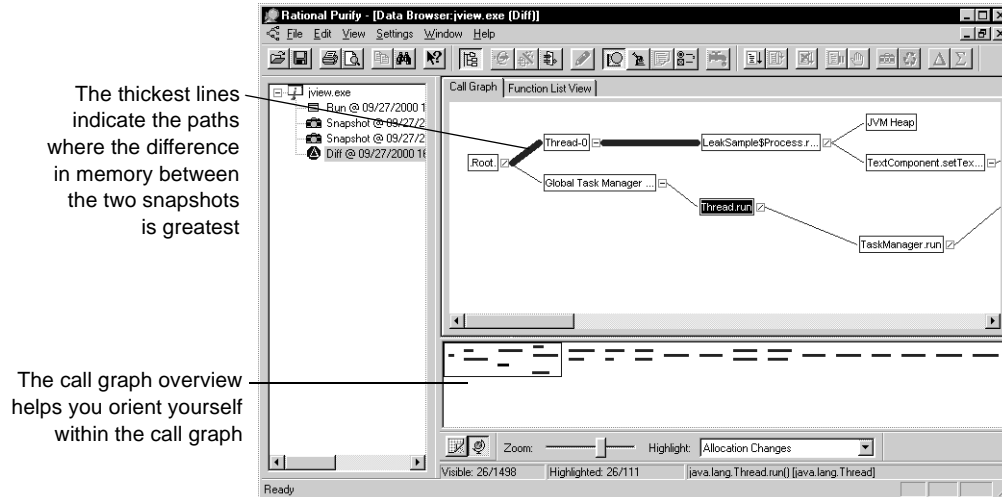 Rational Purify - [Data Browser:jview.exe (Diff)]
File Edit View Settings Window Help
The thickest lines
indicate the paths
where the difference
in memory between
the two snapshots
is greatest
jview.exe
Run @ 09/27/2000 1
Snapshot @ 09/27/2
Snapshot @ 09/27/2
Diff @ 09/27/2000 16
Call Graph Function List View
JVM Heap
Thread-0 LeakSample$Process.r...
.Root. TextComponent.setTex...
Global Task Manager ...
Thread.run
TaskManager.run
The call graph overview
helps you orient yourself
within the call graph
Zoom: Highlight: Allocation Changes
Visible: 26/1498 Highlighted: 26/111 java.lang.Thread.run() [java.lang.Thread]
Ready